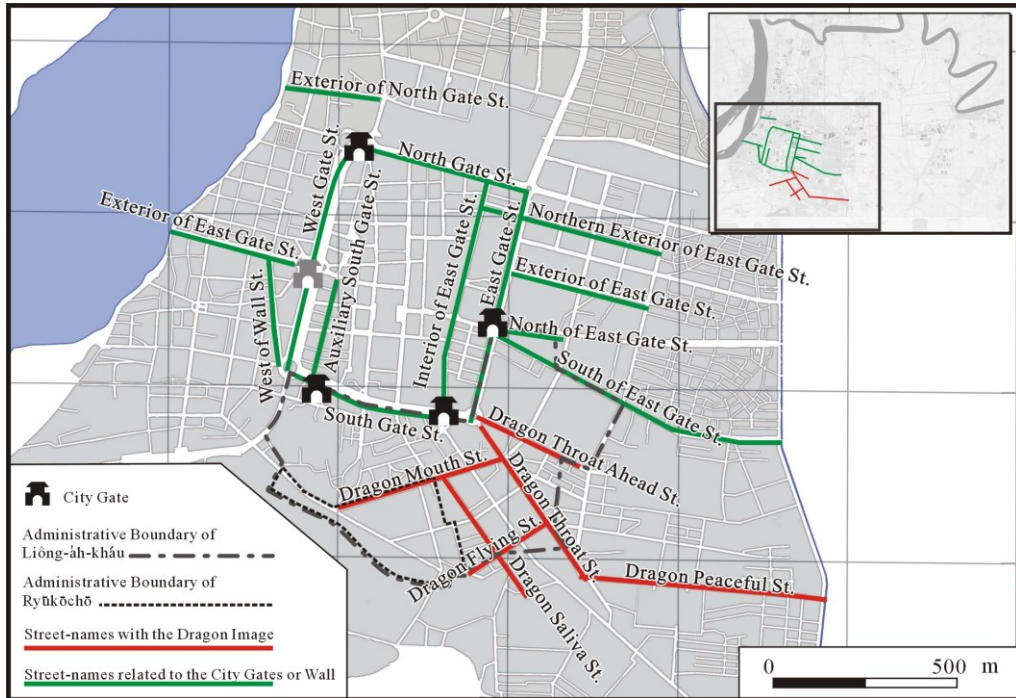 Exterior of North Gate St.
West Gate St.
North Gate St.
Auxiliary South Gate St.
Exterior of East Gate St.
West of Wall St.
Interior of East Gate St.
East Gate St.
Northern Exterior of East Gate St.
Exterior of East Gate St.
North of East Gate St.
South of East Gate St.
South Gate St.
Dragon Throat Ahead St.
Dragon Mouth St.
Dragon Throat St.
Dragon Flying St.
Dragon Saliva St.
Dragon Peaceful St.
City Gate
Administrative Boundary of
Liông-a̍h-kháu
Administrative Boundary of
Ryūkōchō
Street-names with the Dragon Image
Street-names related to the City Gates or Wall
0 500 m